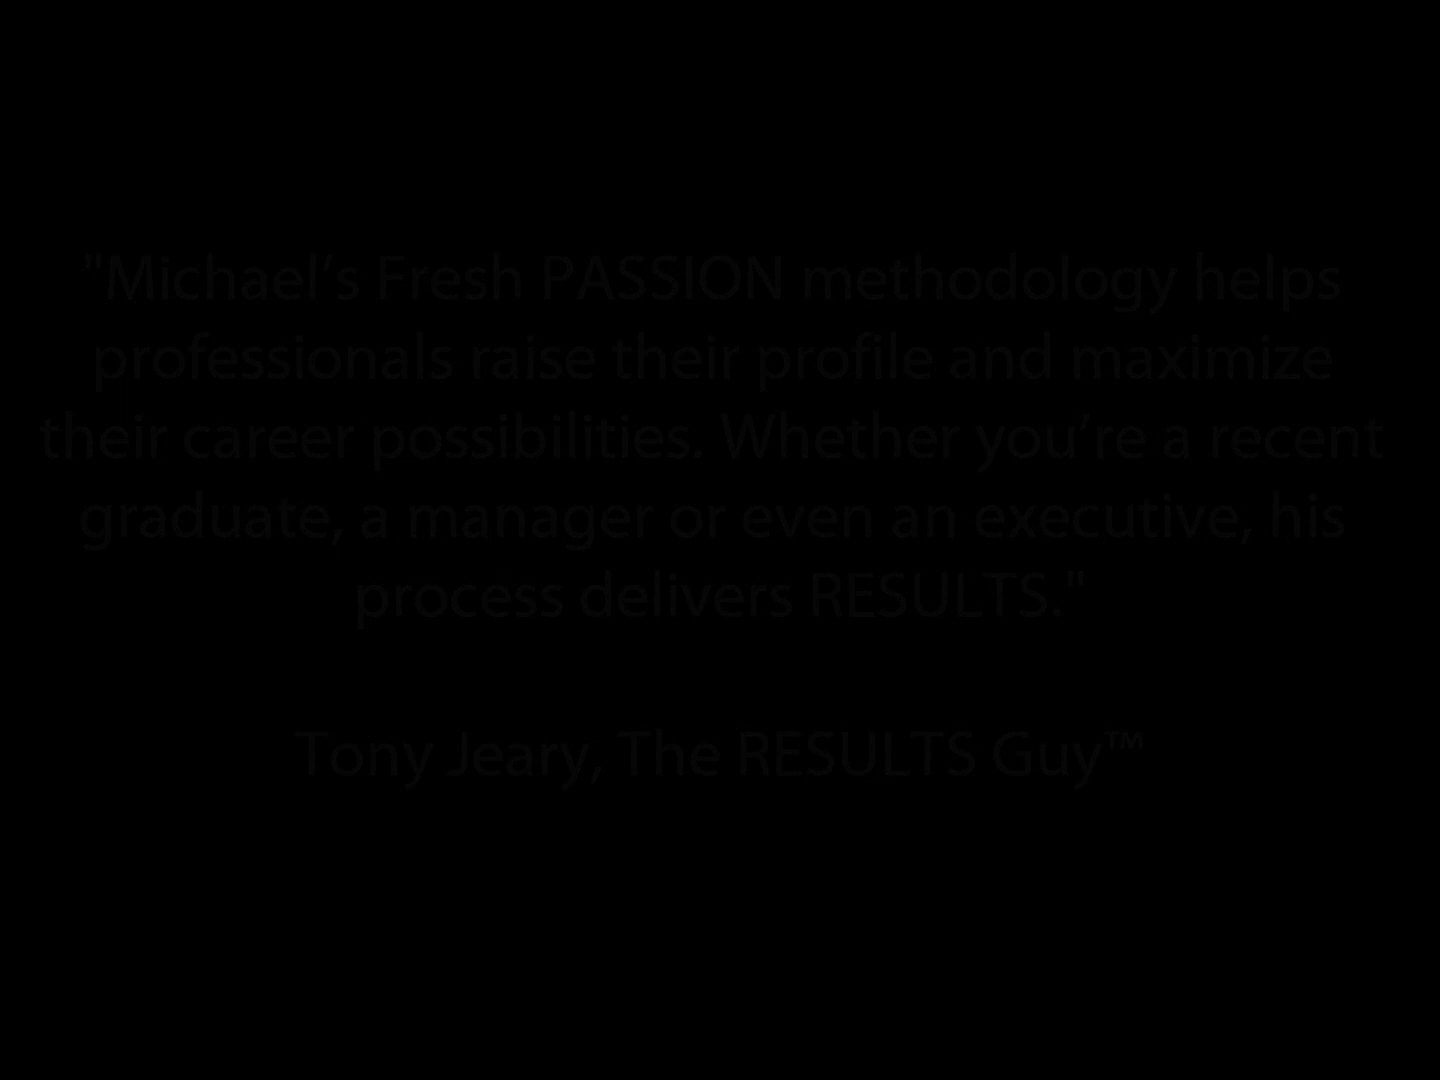 "Michael’s Fresh PASSION methodology helps
professionals raise their profile and maximize
their career possibilities. Whether you’re a recent
graduate, a manager or even an executive, his
process delivers RESULTS."
Tony Jeary, The RESULTS Guy™